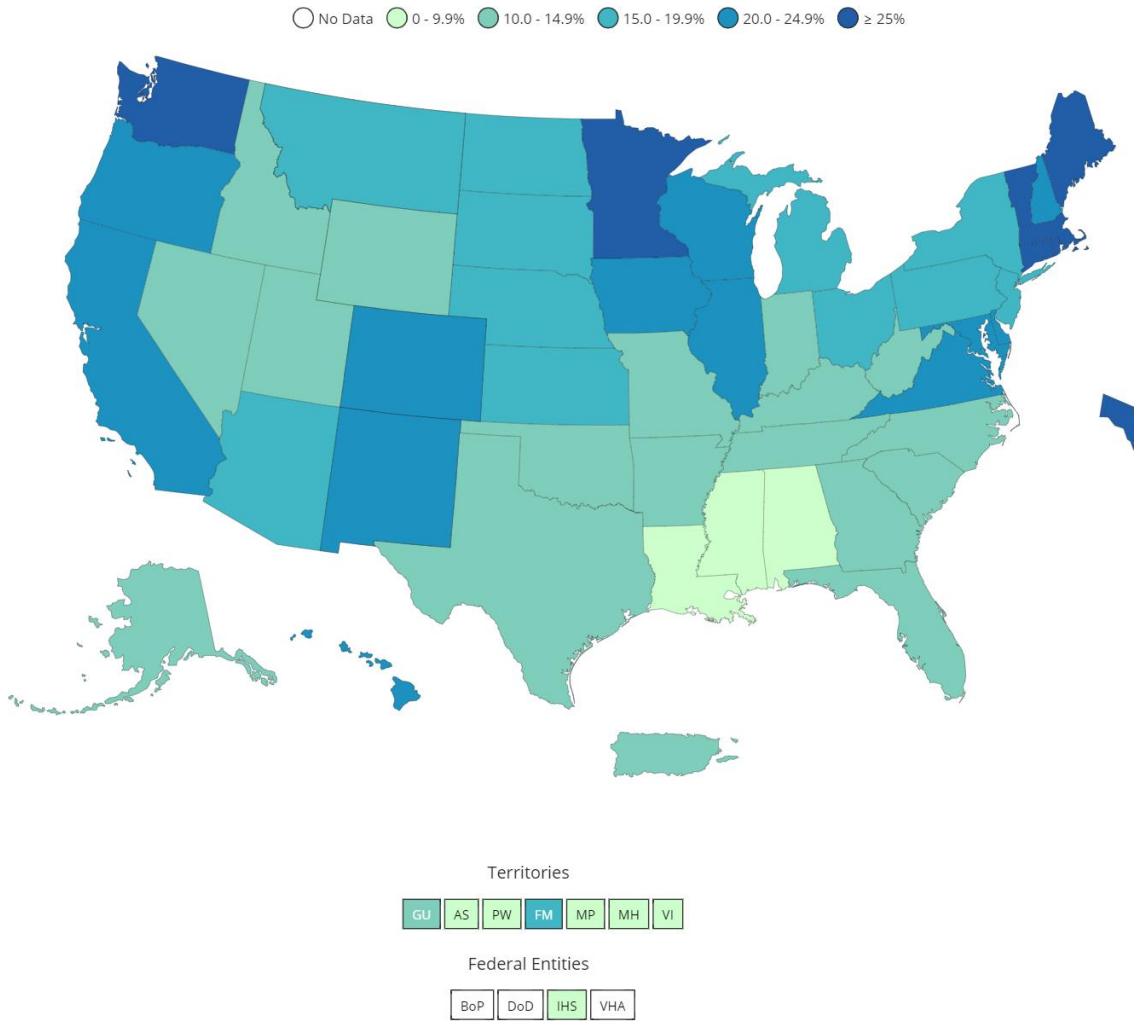 No Data 0 - 9.9% 10.0 - 14.9% 15.0 - 19.9% 20.0 - 24.9% ≥ 25%
Territories
GU AS PW FM MP MH VI
Federal Entities
BoP DoD IHS VHA